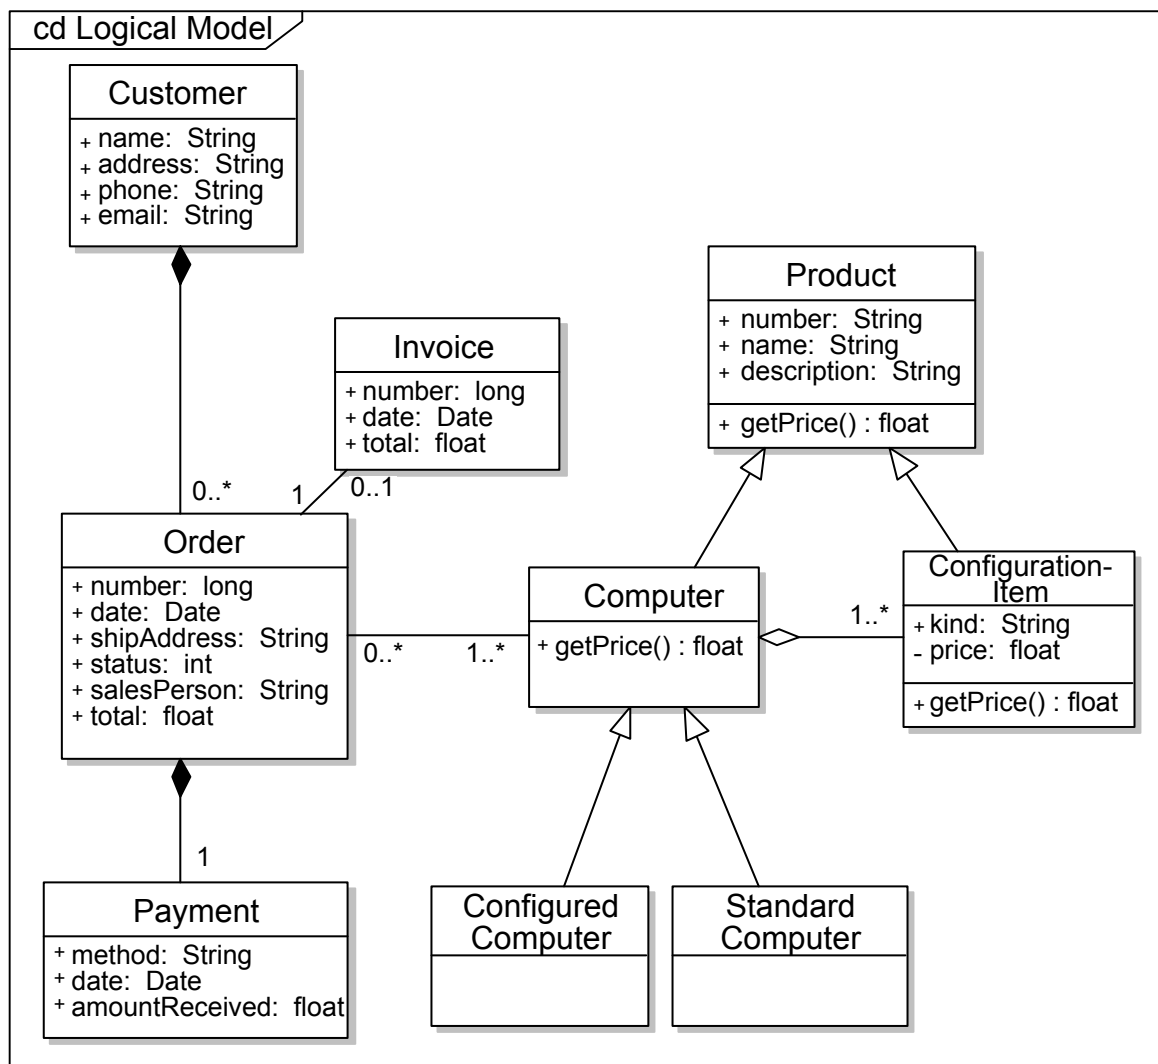 cd Logical Model
Customer
+ name: String
+ address: String
+ phone: String
+ email: String
Product
+ number: String
+ name: String
+ description: String
+ getPrice() : float
Invoice
+ number: long
+ date: Date
+ total: float
0..*
1
0..1
Order
+ number: long
+ date: Date
+ shipAddress: String
+ status: int
+ salesPerson: String
+ total: float
0..*
1..*
Computer
+ getPrice() : float
1..*
Configuration-
Item
+ kind: String
- price: float
+ getPrice() : float
1
Payment
+ method: String
+ date: Date
+ amountReceived: float
Configured
Computer
Standard
Computer